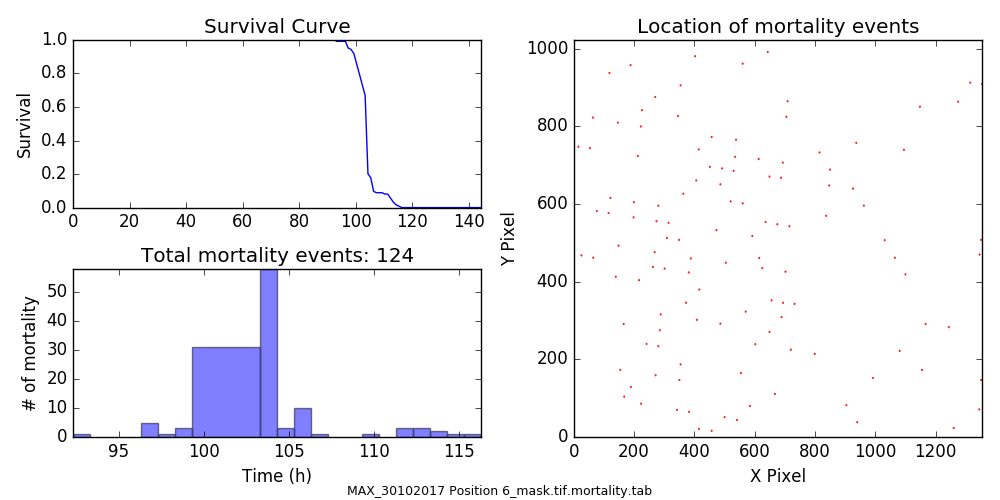 Survival Curve
Survival
1.0
0.8
0.6
0.4
0.2
0.0
0 20 40 60 80 100 120 140
Total mortality events: 124
# of mortality
50
40
30
20
10
0
95 100 105 110 115
Time (h)
Location of mortality events
Y Pixel
1000
800
600
400
200
0
0 200 400 600 800 1000 1200
X Pixel
MAX_30102017 Position 6_mask.tif.mortality.tab